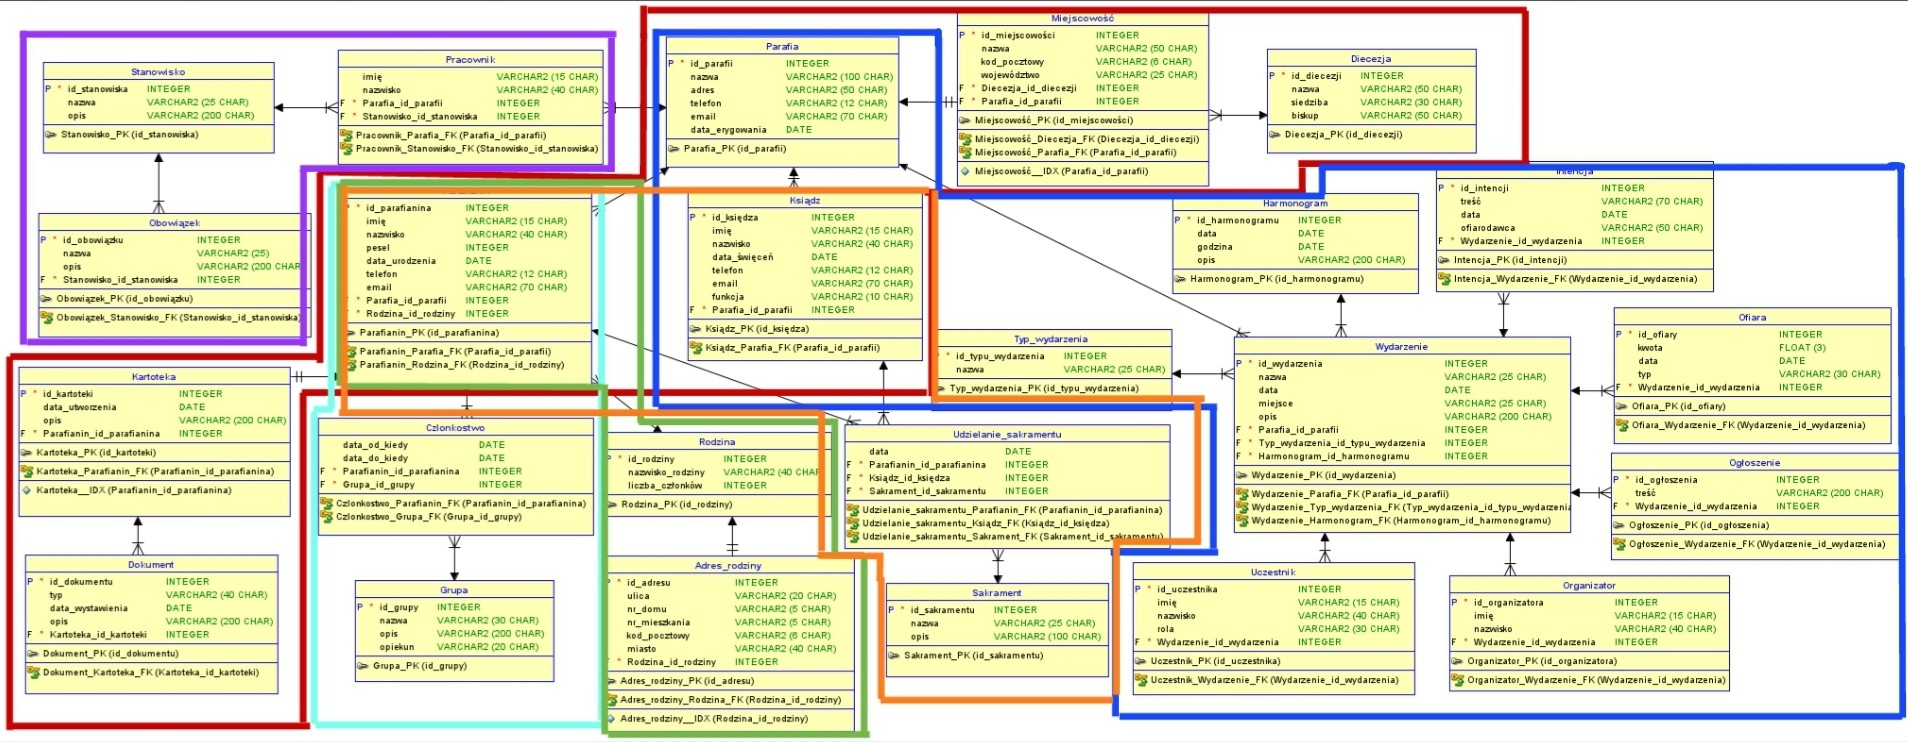 Stanowisko
P * id_stanowiska INTEGER
nazwa VARCHAR2 (25 CHAR)
opis VARCHAR2 (200 CHAR)
Stanowisko_PK (id_stanowiska)
Pracownik
imię VARCHAR2 (15 CHAR)
nazwisko VARCHAR2 (40 CHAR)
F * Parafia_id_parafii INTEGER
F * Stanowisko_id_stanowiska INTEGER
Pracownik_Parafia_FK (Parafia_id_parafii)
Pracownik_Stanowisko_FK (Stanowisko_id_stanowiska)
Parafia
P * id_parafii INTEGER
nazwa VARCHAR2 (100 CHAR)
adres VARCHAR2 (50 CHAR)
telefon VARCHAR2 (12 CHAR)
email VARCHAR2 (70 CHAR)
data_erygowania DATE
Parafia_PK (id_parafii)
Miejscowość
P * id_miejscowości INTEGER
nazwa VARCHAR2 (50 CHAR)
kod_pocztowy VARCHAR2 (6 CHAR)
województwo VARCHAR2 (25 CHAR)
F * Diecezja_id_diecezji INTEGER
F * Parafia_id_parafii INTEGER
Miejscowość_PK (id_miejscowości)
Miejscowość_Diecezja_FK (Diecezja_id_diecezji)
Miejscowość_Parafia_FK (Parafia_id_parafii)
Miejscowość__IDX (Parafia_id_parafii)
Diecezja
P * id_diecezji INTEGER
nazwa VARCHAR2 (50 CHAR)
siedziba VARCHAR2 (30 CHAR)
biskup VARCHAR2 (50 CHAR)
Diecezja_PK (id_diecezji)
Obowiązek
P * id_obowiązku INTEGER
nazwa VARCHAR2 (25)
opis VARCHAR2 (200 CHAR
F * Stanowisko_id_stanowiska INTEGER
Obowiązek_PK (id_obowiązku)
Obowiązek_Stanowisko_FK (Stanowisko_id_stanowiska)
* id_parafianina INTEGER
imię VARCHAR2 (15 CHAR)
nazwisko VARCHAR2 (40 CHAR)
pesel INTEGER
data_urodzenia DATE
telefon VARCHAR2 (12 CHAR)
email VARCHAR2 (70 CHAR)
* Parafia_id_parafii INTEGER
* Rodzina_id_rodziny INTEGER
Parafianin_PK (id_parafianina)
Parafianin_Parafia_FK (Parafia_id_parafii)
Parafianin_Rodzina_FK (Rodzina_id_rodziny)
Ksiądz
P * id_księdza INTEGER
imię VARCHAR2 (15 CHAR)
nazwisko VARCHAR2 (40 CHAR)
data_święceń DATE
telefon VARCHAR2 (12 CHAR)
email VARCHAR2 (70 CHAR)
funkcja VARCHAR2 (10 CHAR)
F * Parafia_id_parafii INTEGER
Ksiądz_PK (id_księdza)
Ksiądz_Parafia_FK (Parafia_id_parafii)
Harmonogram
P * id_harmonogramu INTEGER
data DATE
godzina DATE
opis VARCHAR2 (200 CHAR)
Harmonogram_PK (id_harmonogramu)
Intencja
P * id_intencji INTEGER
treść VARCHAR2 (70 CHAR)
data DATE
ofiarodawca VARCHAR2 (50 CHAR)
F * Wydarzenie_id_wydarzenia INTEGER
Intencja_PK (id_intencji)
Intencja_Wydarzenie_FK (Wydarzenie_id_wydarzenia)
Typ_wydarzenia
* id_typu_wydarzenia INTEGER
nazwa VARCHAR2 (25 CHAR)
Typ_wydarzenia_PK (id_typu_wydarzenia)
Wydarzenie
P * id_wydarzenia INTEGER
nazwa VARCHAR2 (25 CHAR)
data DATE
miejsce VARCHAR2 (25 CHAR)
opis VARCHAR2 (200 CHAR)
F * Parafia_id_parafii INTEGER
F * Typ_wydarzenia_id_typu_wydarzenia INTEGER
F * Harmonogram_id_harmonogramu INTEGER
Wydarzenie_PK (id_wydarzenia)
Wydarzenie_Parafia_FK (Parafia_id_parafii)
Wydarzenie_Typ_wydarzenia_FK (Typ_wydarzenia_id_typu_wydarzenia
Wydarzenie_Harmonogram_FK (Harmonogram_id_harmonogramu)
Ofiara
P * id_ofiary INTEGER
kwota FLOAT (3)
data DATE
typ VARCHAR2 (30 CHAR)
F * Wydarzenie_id_wydarzenia INTEGER
Ofiara_PK (id_ofiary)
Ofiara_Wydarzenie_FK (Wydarzenie_id_wydarzenia)
Kartoteka
P * id_kartoteki INTEGER
data_utworzenia DATE
opis VARCHAR2 (200 CHAR)
F * Parafianin_id_parafianina INTEGER
Kartoteka_PK (id_kartoteki)
Kartoteka_Parafianin_FK (Parafianin_id_parafianina)
Kartoteka__IDX (Parafianin_id_parafianina)
Członkostwo
data_od_kiedy DATE
data_do_kiedy DATE
F * Parafianin_id_parafianina INTEGER
F * Grupa_id_grupy INTEGER
Członkostwo_Parafianin_FK (Parafianin_id_parafianina)
Członkostwo_Grupa_FK (Grupa_id_grupy)
Rodzina
P * id_rodziny INTEGER
nazwisko_rodziny VARCHAR2 (40 CHAR)
liczba_członków INTEGER
Rodzina_PK (id_rodziny)
Udzielanie_sakramentu
data DATE
F * Parafianin_id_parafianina INTEGER
F * Ksiądz_id_księdza INTEGER
F * Sakrament_id_sakramentu INTEGER
Udzielanie_sakramentu_Parafianin_FK (Parafianin_id_parafianina)
Udzielanie_sakramentu_Ksiądz_FK (Ksiądz_id_księdza)
Udzielanie_sakramentu_Sakrament_FK (Sakrament_id_sakramentu)
Ogłoszenie
P * id_ogłoszenia INTEGER
treść VARCHAR2 (200 CHAR)
F * Wydarzenie_id_wydarzenia INTEGER
Ogłoszenie_PK (id_ogłoszenia)
Ogłoszenie_Wydarzenie_FK (Wydarzenie_id_wydarzenia)
Dokument
P * id_dokumentu INTEGER
typ VARCHAR2 (40 CHAR)
data_wystawienia DATE
opis VARCHAR2 (200 CHAR)
F * Kartoteka_id_kartoteki INTEGER
Dokument_PK (id_dokumentu)
Dokument_Kartoteka_FK (Kartoteka_id_kartoteki)
Grupa
P * id_grupy INTEGER
nazwa VARCHAR2 (30 CHAR)
opis VARCHAR2 (200 CHAR)
opiekun VARCHAR2 (20 CHAR)
Grupa_PK (id_grupy)
Adres_rodziny
P * id_adresu INTEGER
ulica VARCHAR2 (20 CHAR)
nr_domu VARCHAR2 (5 CHAR)
nr_mieszkania VARCHAR2 (5 CHAR)
kod_pocztowy VARCHAR2 (6 CHAR)
miasto VARCHAR2 (40 CHAR)
* Rodzina_id_rodziny INTEGER
Adres_rodziny_PK (id_adresu)
Adres_rodziny_Rodzina_FK (Rodzina_id_rodziny)
Adres_rodziny__IDX (Rodzina_id_rodziny)
Sakrament
P * id_sakramentu INTEGER
nazwa VARCHAR2 (25 CHAR)
opis VARCHAR2 (100 CHAR)
Sakrament_PK (id_sakramentu)
Uczestnik
P * id_uczestnika INTEGER
imię VARCHAR2 (15 CHAR)
nazwisko VARCHAR2 (40 CHAR)
rola VARCHAR2 (30 CHAR)
F * Wydarzenie_id_wydarzenia INTEGER
Uczestnik_PK (id_uczestnika)
Uczestnik_Wydarzenie_FK (Wydarzenie_id_wydarzenia)
Organizator
P * id_organizatora INTEGER
imię VARCHAR2 (15 CHAR)
nazwisko VARCHAR2 (40 CHAR)
F * Wydarzenie_id_wydarzenia INTEGER
Organizator_PK (id_organizatora)
Organizator_Wydarzenie_FK (Wydarzenie_id_wydarzenia)